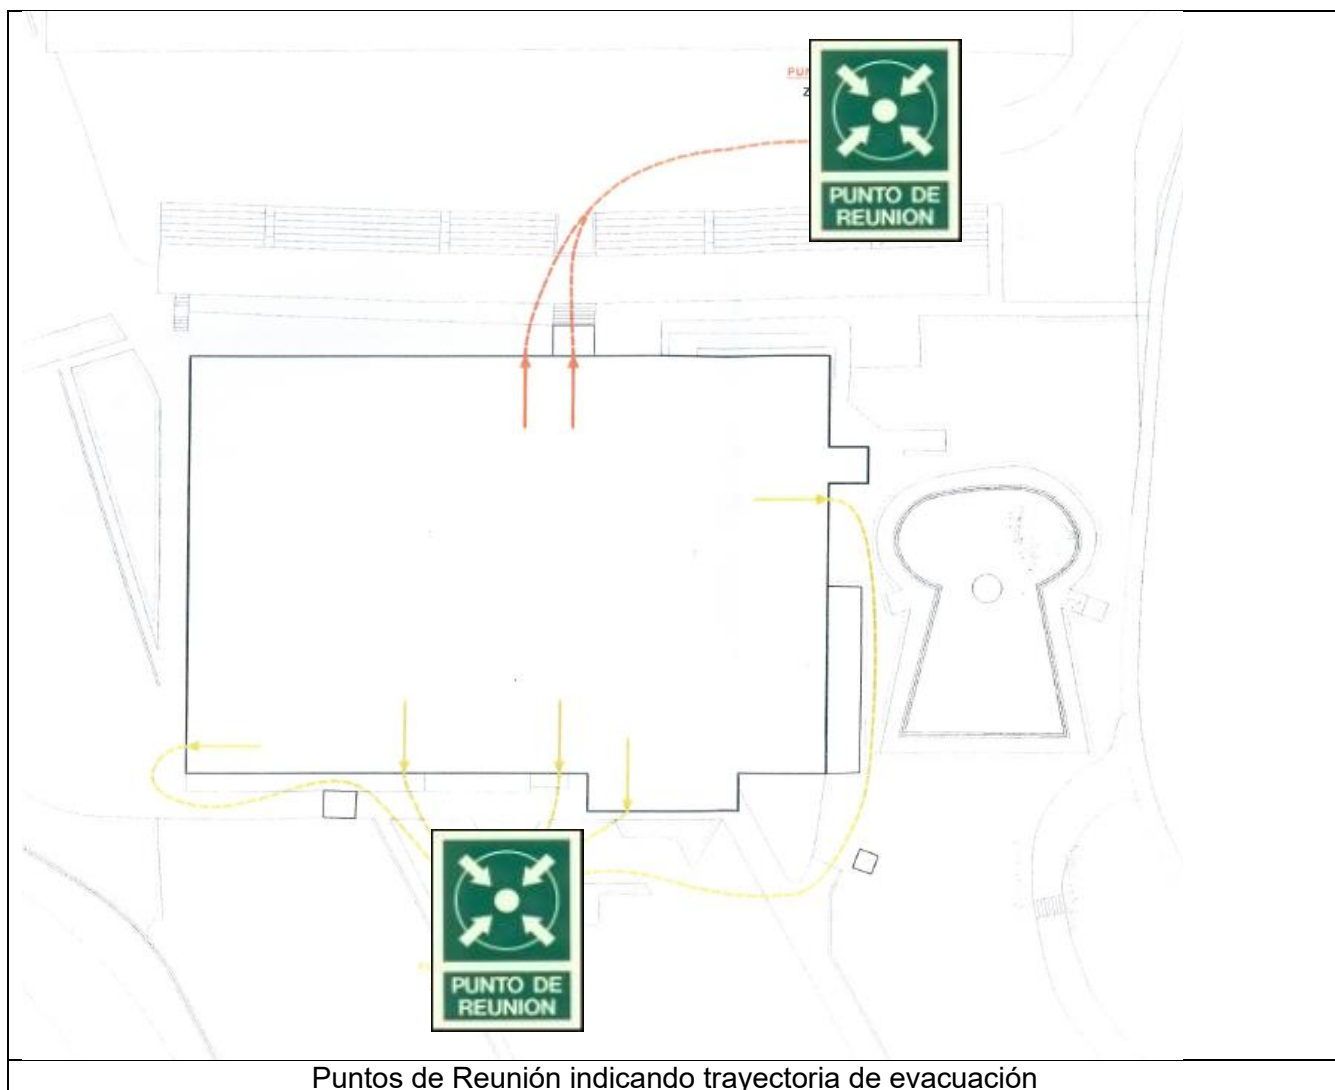 PUNTO DE
REUNION
PUNTO DE
REUNION
Puntos de Reunión indicando trayectoria de evacuación